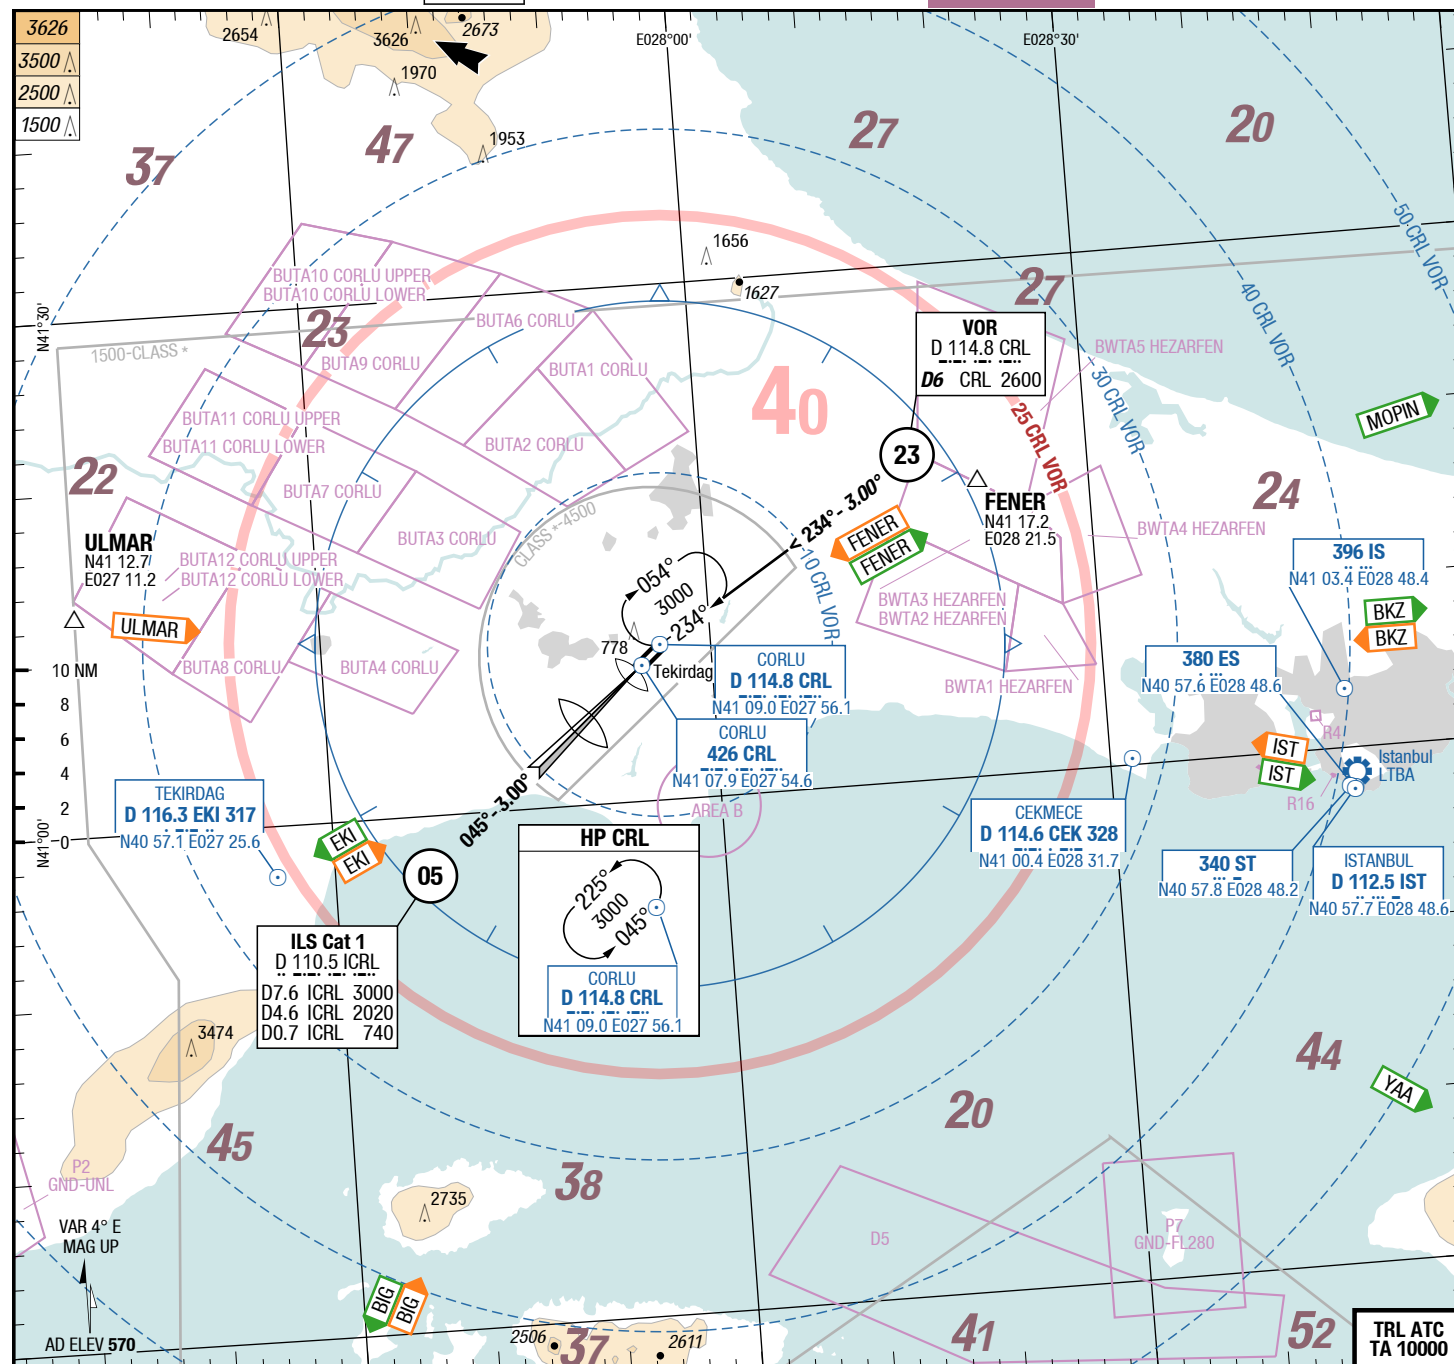 3626
3500
2500
1500
2654
3626
2673
1970
1953
E028°00'
E028°30'
37
47
27
20
50 CRL VOR
40 CRL VOR
30 CRL VOR
25 CRL VOR
10 CRL VOR
1656
1627
27
N41°30'
1500-CLASS *
BUTA10 CORLU UPPER
BUTA10 CORLU LOWER
23
BUTA6 CORLU
BUTA9 CORLU
BUTA1 CORLU
BUTA11 CORLU UPPER
BUTA11 CORLU LOWER
BUTA2 CORLU
BUTA7 CORLU
BUTA3 CORLU
40
VOR
D 114.8 CRL
D6 CRL 2600
BWTA5 HEZARFEN
MOPIN
23
22
24
ULMAR
N41 12.7
E027 11.2
BUTA12 CORLU UPPER
BUTA12 CORLU LOWER
ULMAR
BUTA8 CORLU
BUTA4 CORLU
CLASS *-4500
< 234° - 3.00°
FENER
N41 17.2
E028 21.5
FENER
FENER
BWTA4 HEZARFEN
BWTA3 HEZARFEN
BWTA2 HEZARFEN
BWTA1 HEZARFEN
054°
3000
234°
778
Tekirdag
396 IS
N41 03.4 E028 48.4
BKZ
BKZ
380 ES
N40 57.6 E028 48.6
R4
IST
IST
R16
Istanbul
LTBA
CORLU
D 114.8 CRL
N41 09.0 E027 56.1
CORLU
426 CRL
N41 07.9 E027 54.6
AREA B
10 NM
8
6
4
2
0
N41°00'
TEKIRDAG
D 116.3 EKI 317
N40 57.1 E027 25.6
EKI
EKI
045° - 3.00°
05
CEKMECE
D 114.6 CEK 328
N41 00.4 E028 31.7
340 ST
N40 57.8 E028 48.2
ISTANBUL
D 112.5 IST
N40 57.7 E028 48.6
HP CRL
225°
3000
045°
CORLU
D 114.8 CRL
N41 09.0 E027 56.1
ILS Cat 1
D 110.5 ICRL
D7.6 ICRL 3000
D4.6 ICRL 2020
D0.7 ICRL 740
3474
44
YAA
20
45
38
P2
GND-UNL
2735
D5
P7
GND-FL280
VAR 4° E
MAG UP
BIG
BIG
AD ELEV 570
2506
37
2611
41
52
TRL ATC
TA 10000